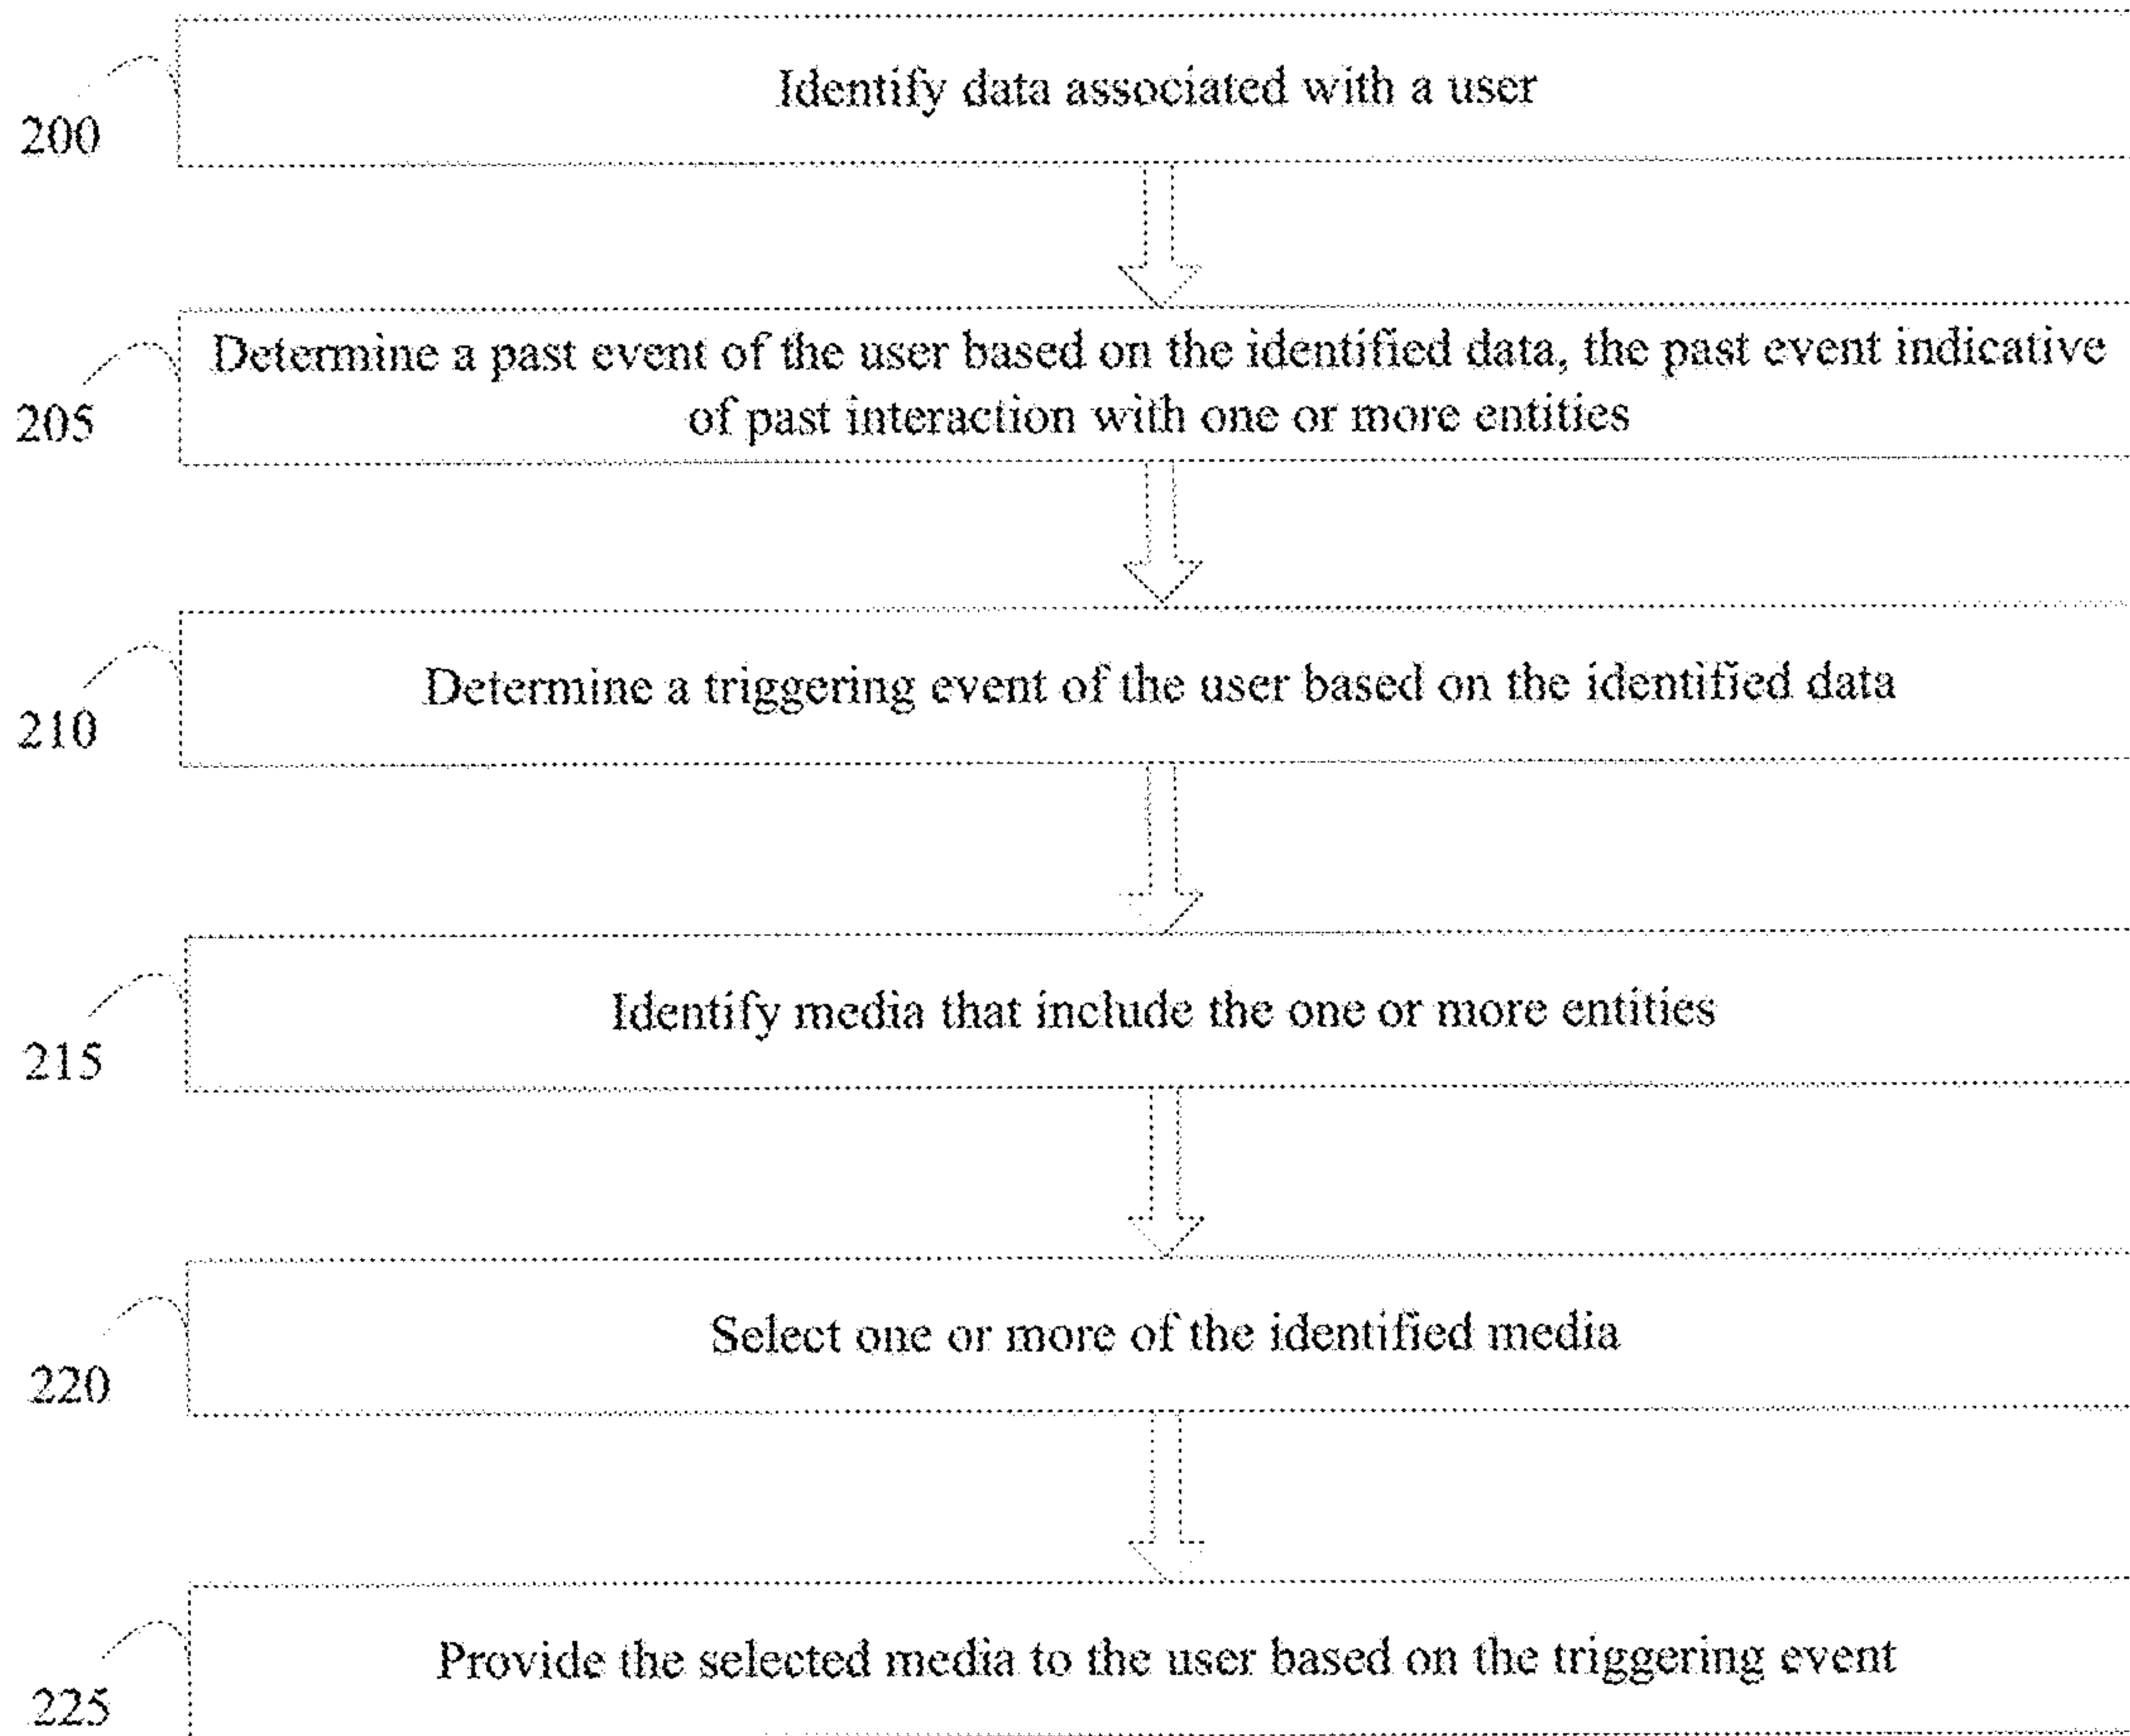 Identify data associated with a user
200
Determine a past event of the user based on the identified data, the past event indicative
of past interaction with one or more entities
205
Determine a triggering event of the user based on the identified data
210
Identify media that include the one or more entities
215
Select one or more of the identified media
220
Provide the selected media to the user based on the triggering event
225